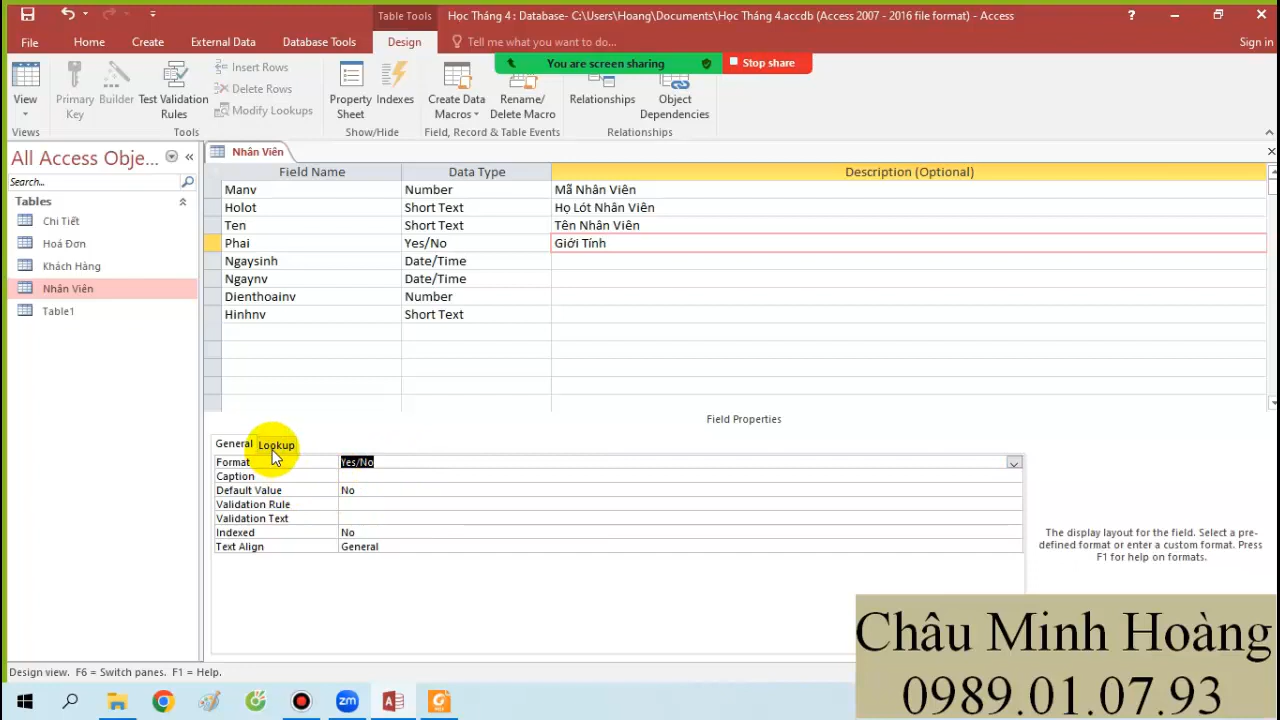 Table Tools
Học Tháng 4 : Database- C:\Users\Hoang\Documents\Học Tháng 4.accdb (Access 2007 - 2016 file format) - Access
?
File
Home
Create
External Data
Database Tools
Design
Tell me what you want to do...
Sign in
You are screen sharing
Stop share
View
Primary Key
Builder
Test Validation Rules
Insert Rows
Delete Rows
Modify Lookups
Property Sheet
Indexes
Create Data Macros
Rename/ Delete Macro
Relationships
Object Dependencies
Views
Tools
Show/Hide
Field, Record & Table Events
Relationships
All Access Obje...
Search...
Tables
Chi Tiết
Hoá Đơn
Khách Hàng
Nhân Viên
Table1
Nhân Viên
Field Name Data Type Description (Optional)
Manv Number Mã Nhân Viên
Holot Short Text Họ Lót Nhân Viên
Ten Short Text Tên Nhân Viên
Phai Yes/No Giới Tính
Ngaysinh Date/Time
Ngaynv Date/Time
Dienthoainv Number
Hinhnv Short Text
Field Properties
General Lookup
Format Yes/No
Caption
Default Value No
Validation Rule
Validation Text
Indexed No
Text Align General
The display layout for the field. Select a pre-
defined format or enter a custom format. Press
F1 for help on formats.
Châu Minh Hoàng
0989.01.07.93
Design view. F6 = Switch panes. F1 = Help.
zm